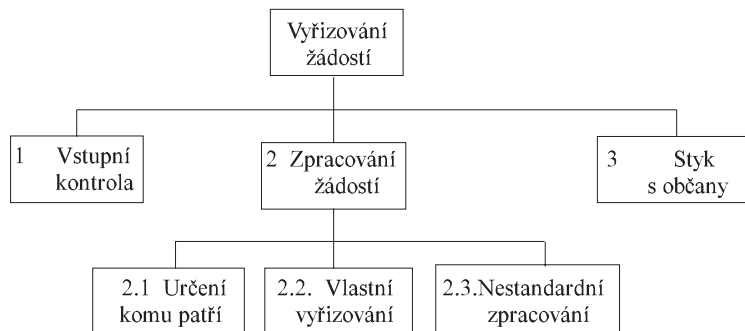 Vyřizování
žádostí
1 Vstupní
kontrola
2 Zpracování
žádostí
3 Styk
s občany
2.1 Určení
komu patří
2.2. Vlastní
vyřizování
2.3.Nestandardní
zpracování